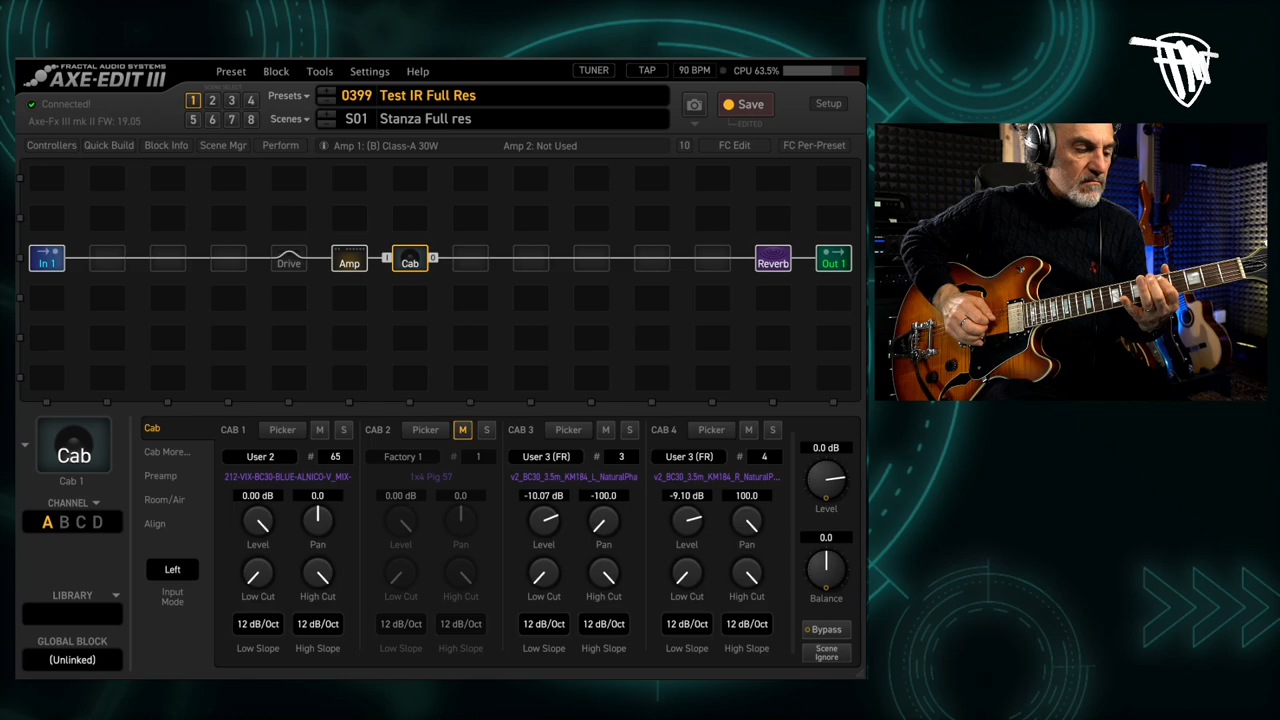 FRACTAL AUDIO SYSTEMS
AXE-EDIT III
Preset Block Tools Settings Help
TUNER TAP 90 BPM CPU 63.5%
Connected!
Axe-Fx III mk II FW: 19.05
SCENE SELECT
1 2 3 4
5 6 7 8
Presets 0399 Test IR Full Res
Scenes S01 Stanza Full res
Save
EDITED
Setup
Controllers Quick Build Block Info Scene Mgr Perform Amp 1: (B) Class-A 30W Amp 2: Not Used 10 FC Edit FC Per-Preset
In 1 Drive Amp I Cab O Reverb Out 1
Cab
Cab 1
CHANNEL
A B C D
LIBRARY
GLOBAL BLOCK
(Unlinked)
Cab
Cab More...
Preamp
Room/Air
Align
Left
Input
Mode
CAB 1 Picker M S
User 2 # 65
212-VIX-BC30-BLUE-ALNICO-V_MIX-
0.00 dB 0.0
Level Pan
Low Cut High Cut
12 dB/Oct 12 dB/Oct
Low Slope High Slope
CAB 2 Picker M S
Factory 1 # 1
1x4 Pig 57
0.00 dB 0.0
Level Pan
Low Cut High Cut
12 dB/Oct 12 dB/Oct
Low Slope High Slope
CAB 3 Picker M S
User 3 (FR) # 3
v2_BC30_3.5m_KM184_L_NaturalPha
-10.07 dB -100.0
Level Pan
Low Cut High Cut
12 dB/Oct 12 dB/Oct
Low Slope High Slope
CAB 4 Picker M S
User 3 (FR) # 4
v2_BC30_3.5m_KM184_R_NaturalP...
-9.10 dB 100.0
Level Pan
Low Cut High Cut
12 dB/Oct 12 dB/Oct
Low Slope High Slope
0.0 dB
Level
0.0
Balance
Bypass
Scene
Ignore